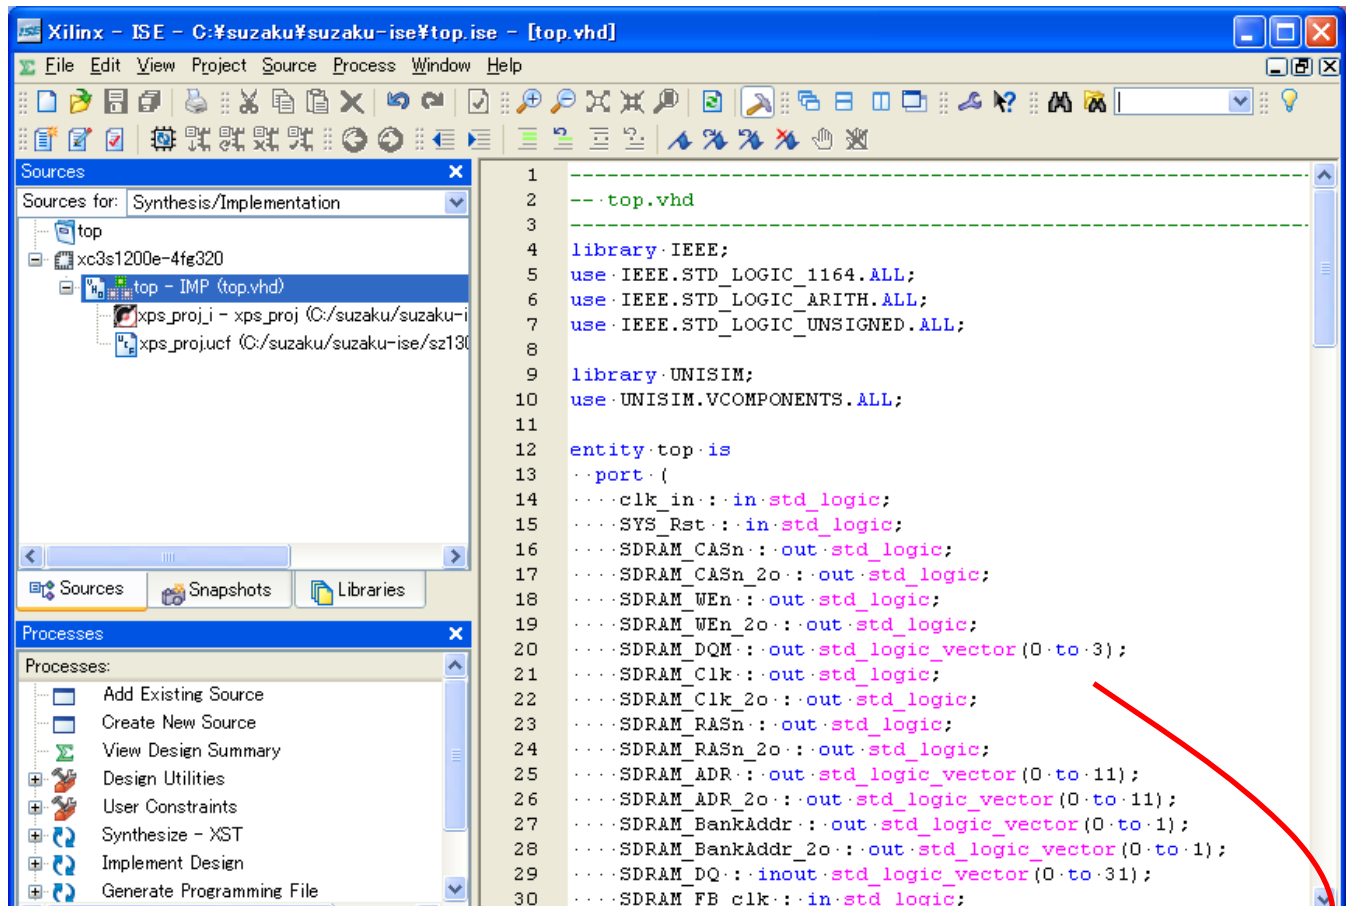 Xilinx - ISE - C:¥suzaku¥suzaku-ise¥top.ise - [top.vhd]
File Edit View Project Source Process Window Help
Sources
Sources for: Synthesis/Implementation
top
xc3s1200e-4fg320
top - IMP (top.vhd)
xps_proj_i - xps_proj (C:/suzaku/suzaku-i
xps_proj.ucf (C:/suzaku/suzaku-ise/sz130
Sources Snapshots Libraries
Processes
Processes:
Add Existing Source
Create New Source
View Design Summary
Design Utilities
User Constraints
Synthesize - XST
Implement Design
Generate Programming File
1 --------------------------------------------------------------
2 -- top.vhd
3 --------------------------------------------------------------
4 library IEEE;
5 use IEEE.STD_LOGIC_1164.ALL;
6 use IEEE.STD_LOGIC_ARITH.ALL;
7 use IEEE.STD_LOGIC_UNSIGNED.ALL;
8
9 library UNISIM;
10 use UNISIM.VCOMPONENTS.ALL;
11
12 entity top is
13 port (
14 clk_in : in std_logic;
15 SYS_Rst : in std_logic;
16 SDRAM_CASn : out std_logic;
17 SDRAM_CASn_2o : out std_logic;
18 SDRAM_WEn : out std_logic;
19 SDRAM_WEn_2o : out std_logic;
20 SDRAM_DQM : out std_logic_vector(0 to 3);
21 SDRAM_Clk : out std_logic;
22 SDRAM_Clk_2o : out std_logic;
23 SDRAM_RASn : out std_logic;
24 SDRAM_RASn_2o : out std_logic;
25 SDRAM_ADR : out std_logic_vector(0 to 11);
26 SDRAM_ADR_2o : out std_logic_vector(0 to 11);
27 SDRAM_BankAddr : out std_logic_vector(0 to 1);
28 SDRAM_BankAddr_2o : out std_logic_vector(0 to 1);
29 SDRAM_DQ : inout std_logic_vector(0 to 31);
30 SDRAM_FB_clk : in std_logic;